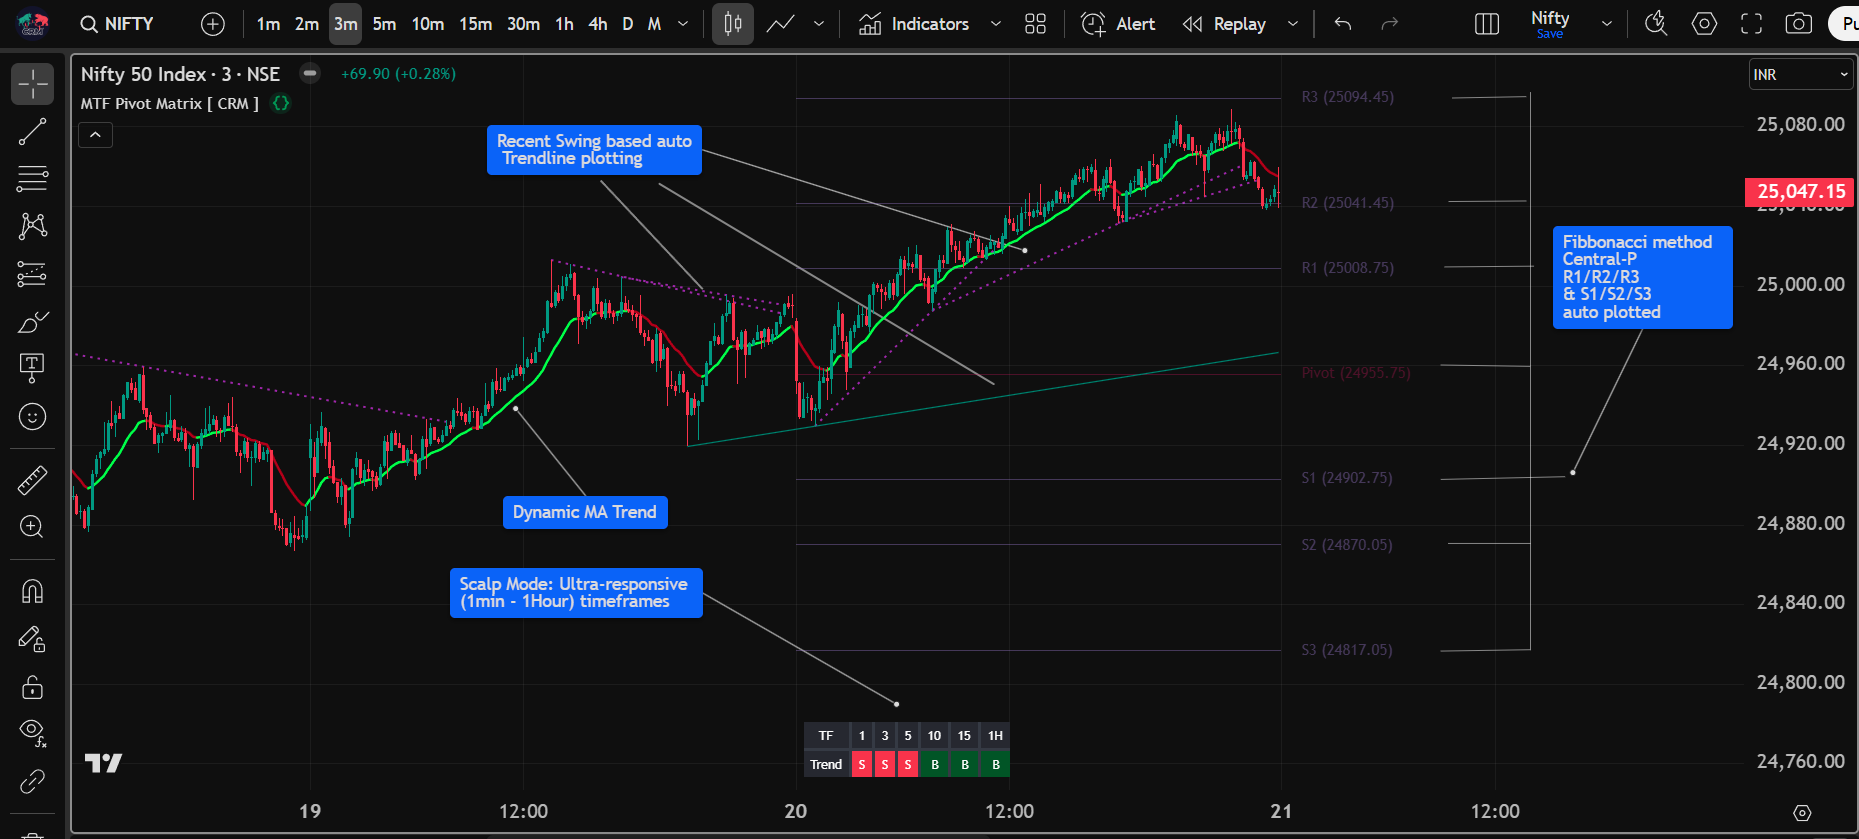 CRM
NIFTY
1m 2m 3m 5m 10m 15m 30m 1h 4h D M
Indicators
Alert
Replay
Nifty
Save
Pu
Nifty 50 Index · 3 · NSE
+69.90 (+0.28%)
MTF Pivot Matrix [ CRM ]
INR
Recent Swing based auto
Trendline plotting
R3 (25094.45)
R2 (25041.45)
R1 (25008.75)
Pivot (24955.75)
S1 (24902.75)
S2 (24870.05)
S3 (24817.05)
Fibbonacci method
Central-P
R1/R2/R3
& S1/S2/S3
auto plotted
Dynamic MA Trend
Scalp Mode: Ultra-responsive
(1min - 1Hour) timeframes
TF 1 3 5 10 15 1H
Trend S S S B B B
25,080.00
25,047.15
25,000.00
24,960.00
24,920.00
24,880.00
24,840.00
24,800.00
24,760.00
19 12:00 20 12:00 21 12:00